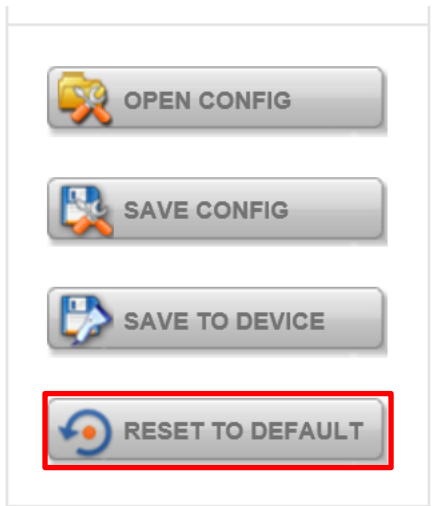 OPEN CONFIG
SAVE CONFIG
SAVE TO DEVICE
RESET TO DEFAULT